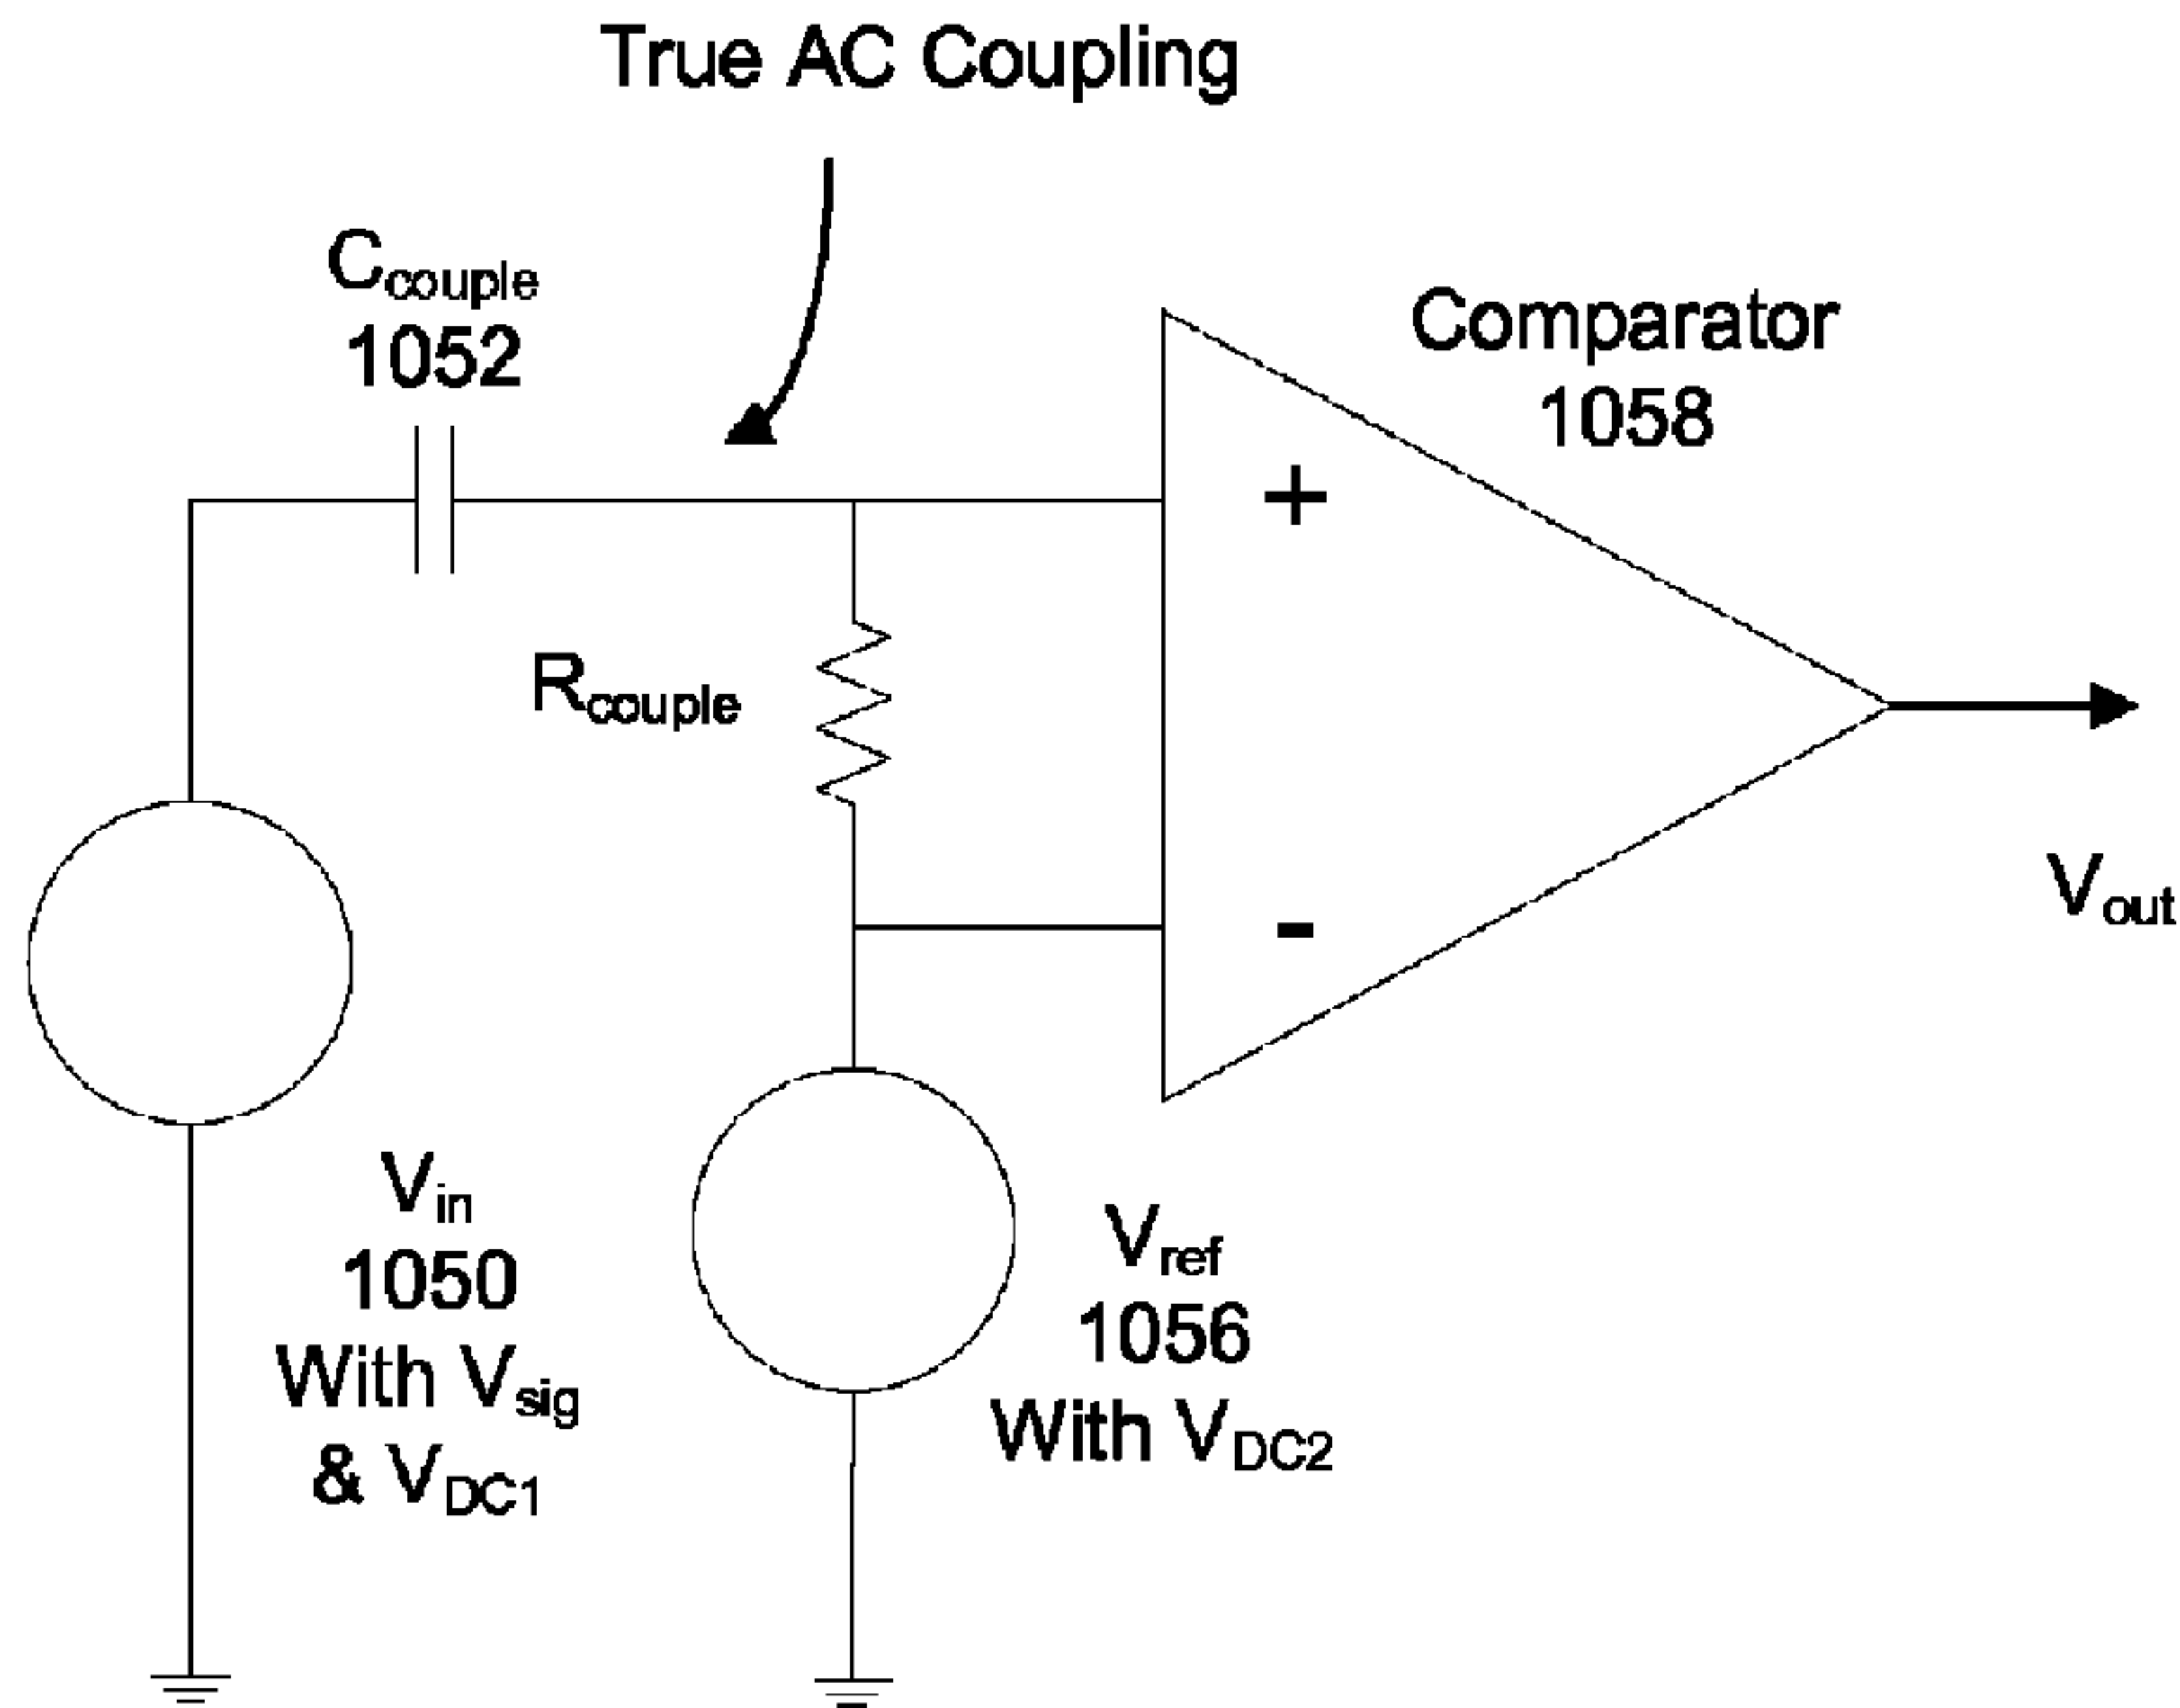 True AC Coupling
Ccouple
1052
Comparator
1058
+
Rcouple
-
Vout
Vin
1050
With Vsig
& VDC1
Vref
1056
With VDC2